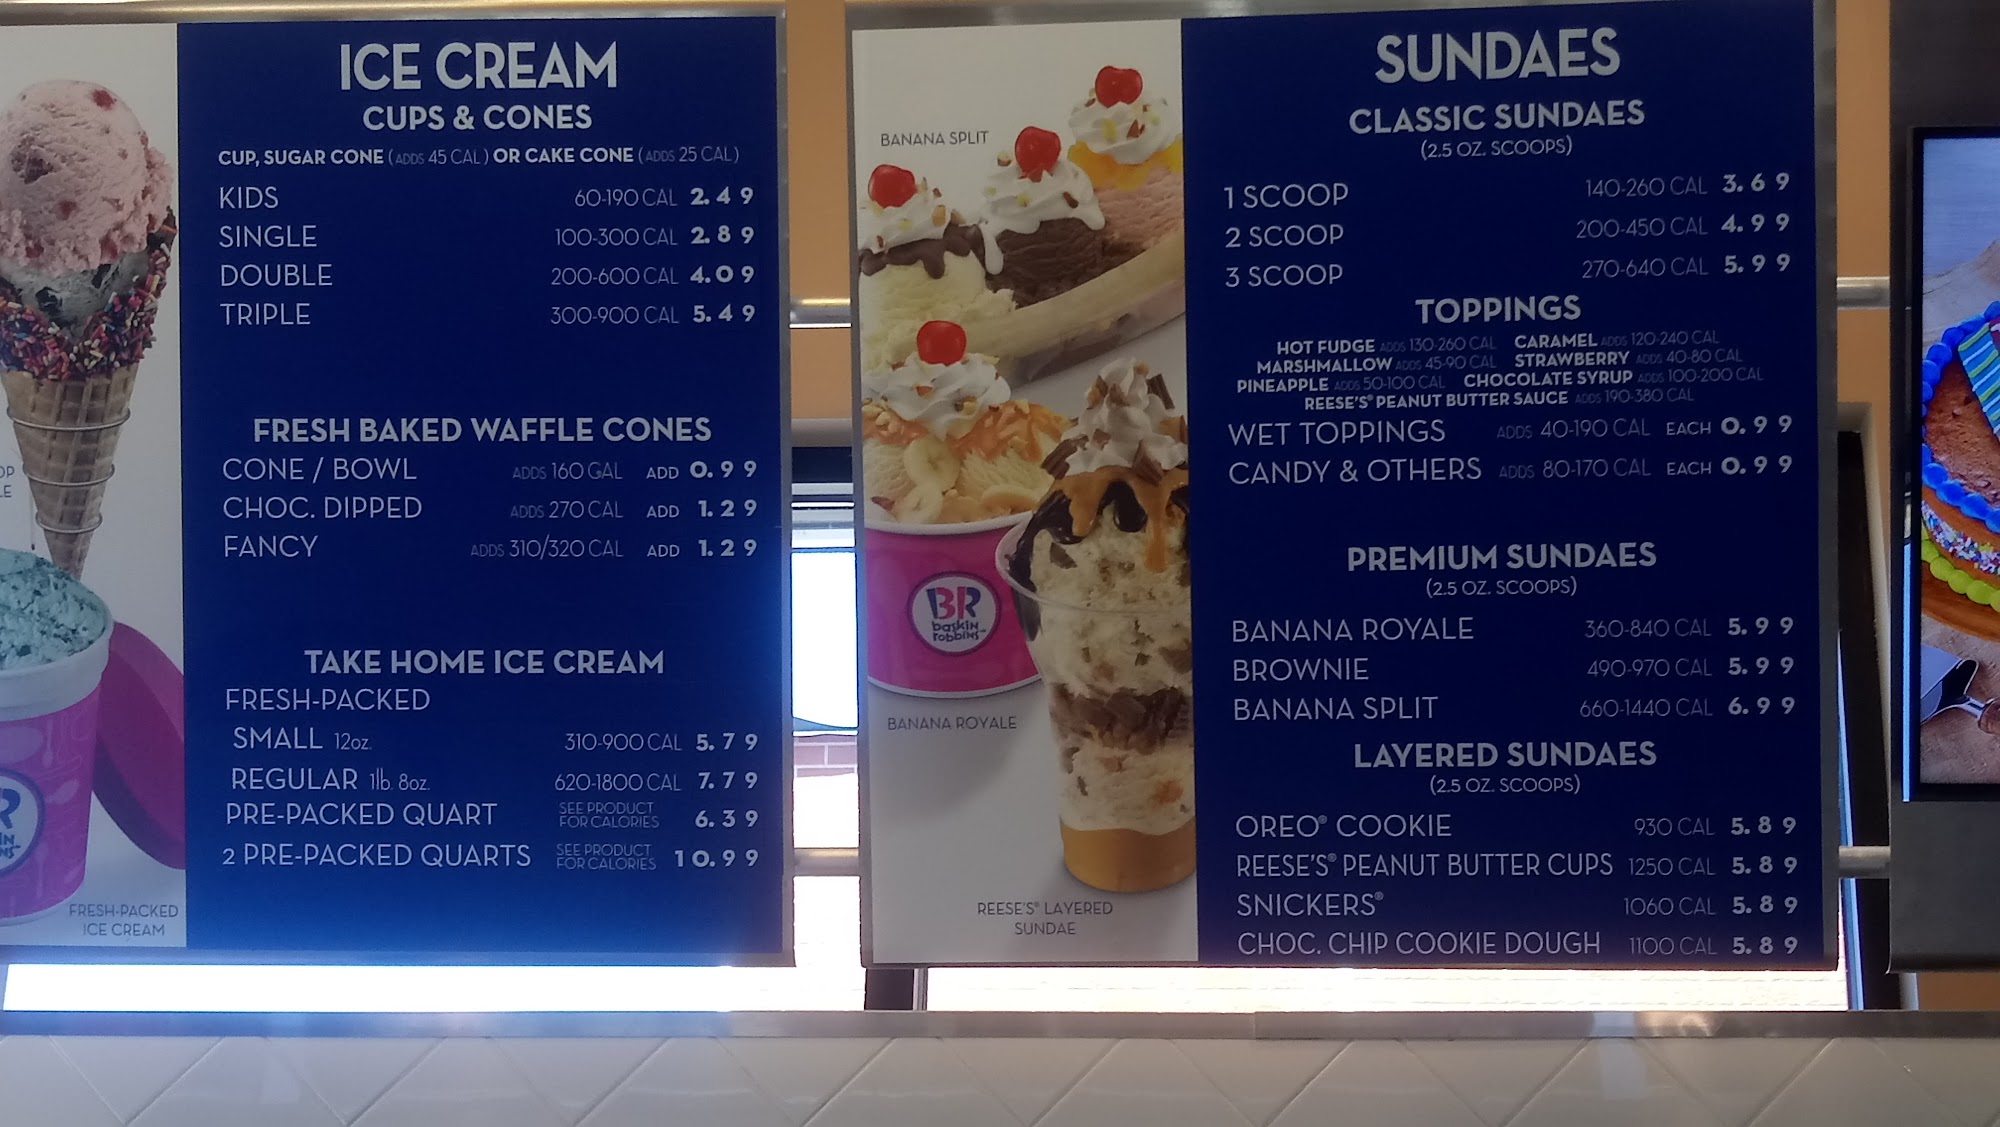 ICE CREAM
CUPS & CONES
CUP, SUGAR CONE (ADDS 45 CAL) OR CAKE CONE (ADDS 25 CAL)
KIDS 60-190 CAL 2.49
SINGLE 100-300 CAL 2.89
DOUBLE 200-600 CAL 4.09
TRIPLE 300-900 CAL 5.49
FRESH BAKED WAFFLE CONES
CONE / BOWL ADDS 160 GAL ADD 0.99
CHOC. DIPPED ADDS 270 CAL ADD 1.29
FANCY ADDS 310/320 CAL ADD 1.29
TAKE HOME ICE CREAM
FRESH-PACKED
SMALL 12oz. 310-900 CAL 5.79
REGULAR 1lb. 8oz. 620-1800 CAL 7.79
PRE-PACKED QUART SEE PRODUCT FOR CALORIES 6.39
2 PRE-PACKED QUARTS SEE PRODUCT FOR CALORIES 10.99
FRESH-PACKED
ICE CREAM
BANANA SPLIT
BR
baskin
robbins
BANANA ROYALE
REESE'S® LAYERED
SUNDAE
SUNDAES
CLASSIC SUNDAES
(2.5 OZ. SCOOPS)
1 SCOOP 140-260 CAL 3.69
2 SCOOP 200-450 CAL 4.99
3 SCOOP 270-640 CAL 5.99
TOPPINGS
HOT FUDGE ADDS 130-260 CAL CARAMEL ADDS 120-240 CAL
MARSHMALLOW ADDS 45-90 CAL STRAWBERRY ADDS 40-80 CAL
PINEAPPLE ADDS 50-100 CAL CHOCOLATE SYRUP ADDS 100-200 CAL
REESE'S® PEANUT BUTTER SAUCE ADDS 190-380 CAL
WET TOPPINGS ADDS 40-190 CAL EACH 0.99
CANDY & OTHERS ADDS 80-170 CAL EACH 0.99
PREMIUM SUNDAES
(2.5 OZ. SCOOPS)
BANANA ROYALE 360-840 CAL 5.99
BROWNIE 490-970 CAL 5.99
BANANA SPLIT 660-1440 CAL 6.99
LAYERED SUNDAES
(2.5 OZ. SCOOPS)
OREO® COOKIE 930 CAL 5.89
REESE'S® PEANUT BUTTER CUPS 1250 CAL 5.89
SNICKERS® 1060 CAL 5.89
CHOC. CHIP COOKIE DOUGH 1100 CAL 5.89